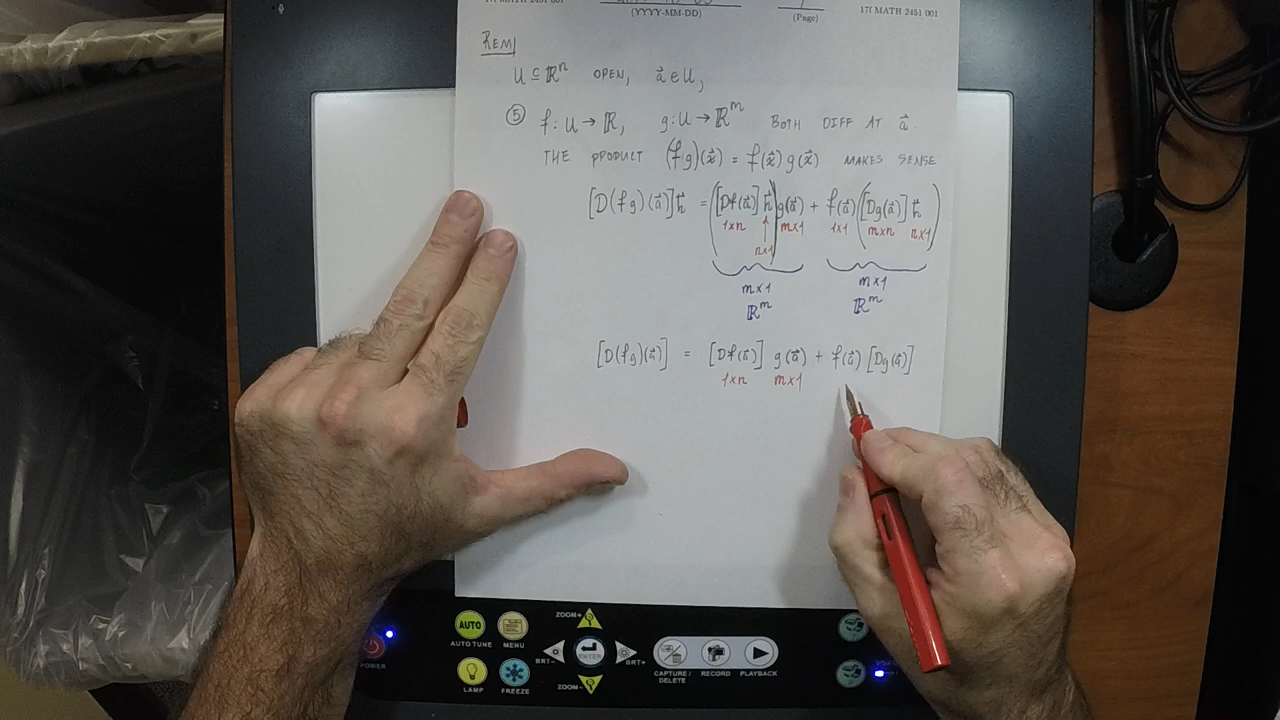 (YYYY-MM-DD)
(Page)
17f MATH 2451 001
REM
U ⊆ ℝⁿ OPEN, a⃗ ∈ U,
⑤ f: U → ℝ, g: U → ℝᵐ BOTH DIFF AT a⃗.
THE PRODUCT (fg)(x⃗) = f(x⃗) g(x⃗) MAKES SENSE
[D(fg)(a⃗)]h⃗ = ([Df(a⃗)] h⃗) g(a⃗) + f(a⃗) ([Dg(a⃗)] h⃗)
1×n m×1 1×1 m×n n×1
n×1
m×1 m×1
ℝᵐ ℝᵐ
[D(fg)(a⃗)] = [Df(a⃗)] g(a⃗) + f(a⃗) [Dg(a⃗)]
1×n m×1
AUTO
AUTO TUNE
MENU
ZOOM+
BRT-
ENTER
BRT+
CAPTURE/DELETE
RECORD
PLAYBACK
POWER
LAMP
FREEZE
ZOOM-